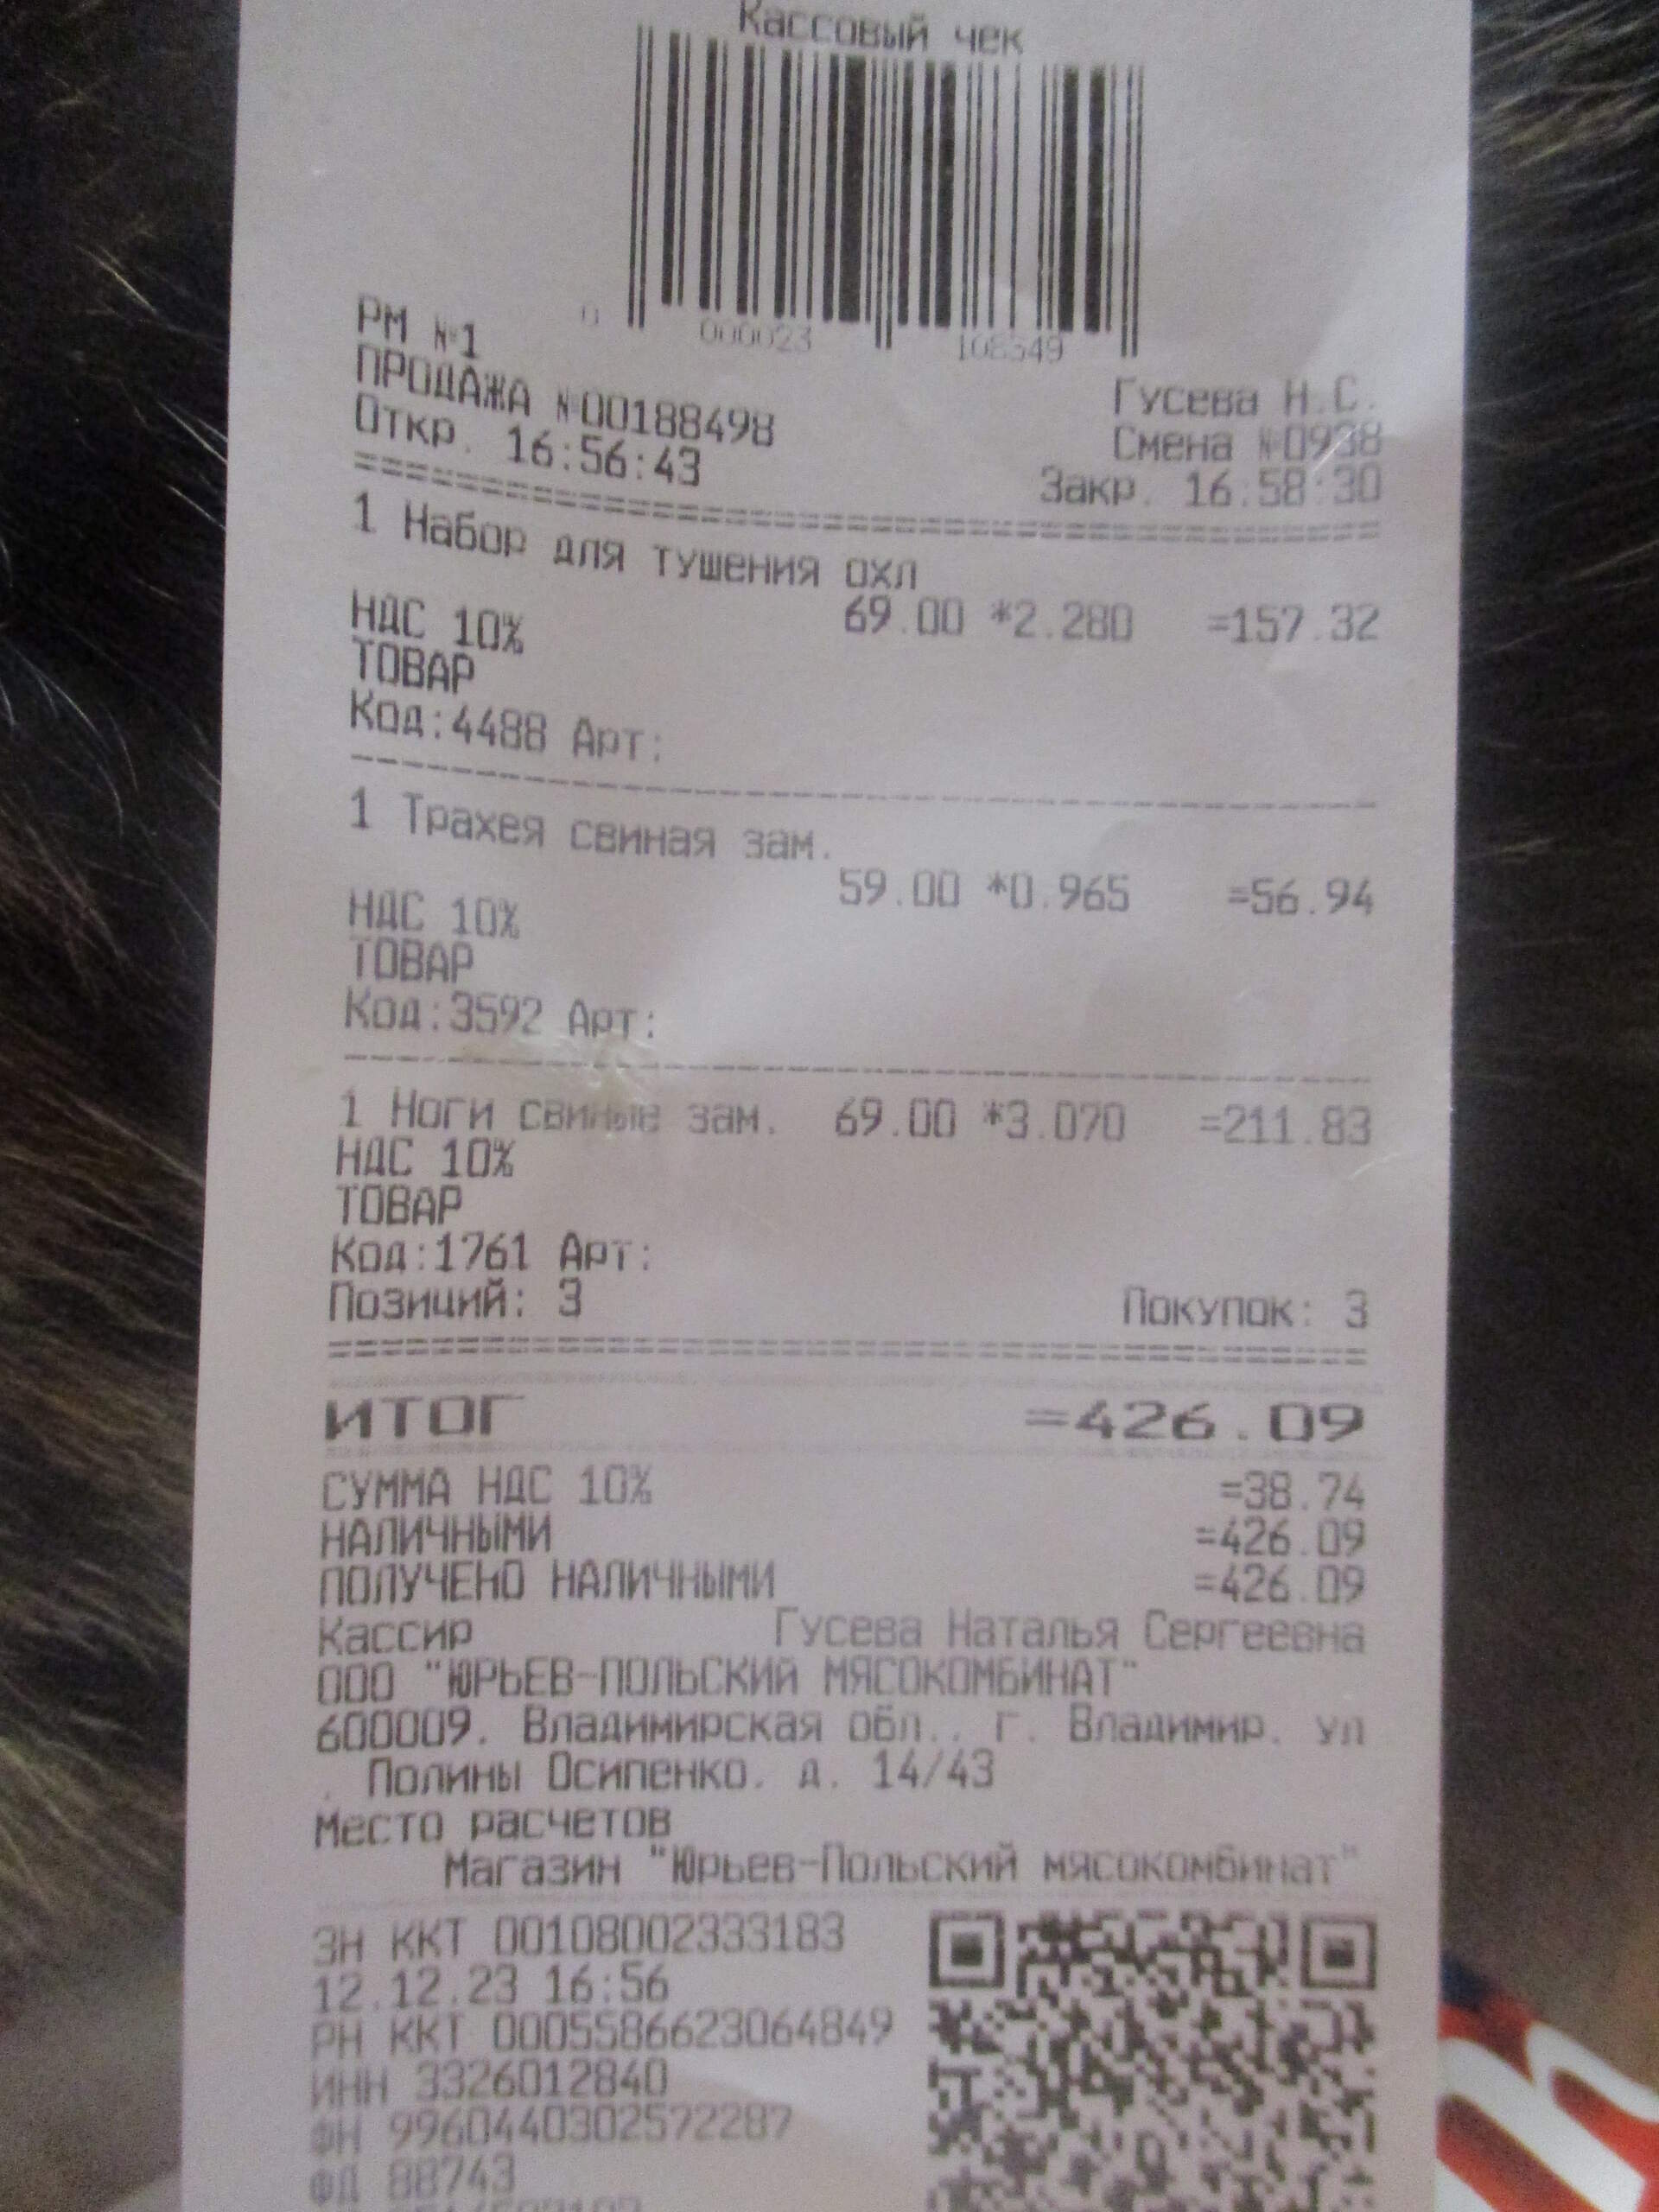 Кассовый чек
0 000023 108549
РМ №1
Гусева Н.С.
ПРОДАЖА №00188498
Смена №0938
Откр. 16:56:43
Закр. 16:58:30
1 Набор для тушения охл
69.00 *2.280 =157.32
НДС 10%
ТОВАР
Код:4488 Арт:
1 Трахея свиная зам.
59.00 *0.965 =56.94
НДС 10%
ТОВАР
Код:3592 Арт:
1 Ноги свиные зам. 69.00 *3.070 =211.83
НДС 10%
ТОВАР
Код:1761 Арт:
Позиций: 3 Покупок: 3
ИТОГ =426.09
СУММА НДС 10% =38.74
НАЛИЧНЫМИ =426.09
ПОЛУЧЕНО НАЛИЧНЫМИ =426.09
Кассир Гусева Наталья Сергеевна
ООО "ЮРЬЕВ-ПОЛЬСКИЙ МЯСОКОМБИНАТ"
600009, Владимирская обл., г. Владимир, ул
. Полины Осипенко, д. 14/43
Место расчетов
Магазин "Юрьев-Польский мясокомбинат"
ЗН ККТ 00108002333183
12.12.23 16:56
РН ККТ 0005586623064849
ИНН 3326012840
ФН 9960440302572287
ФД 88743